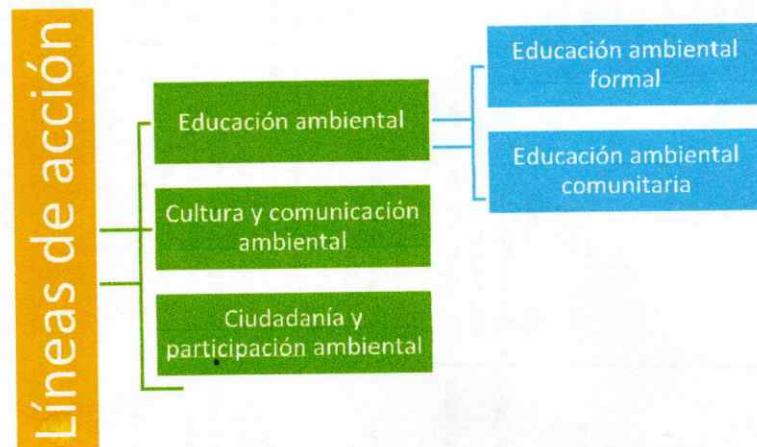 Líneas de acción
Educación ambiental
Cultura y comunicación
ambiental
Ciudadanía y
participación ambiental
Educación ambiental
formal
Educación ambiental
comunitaria